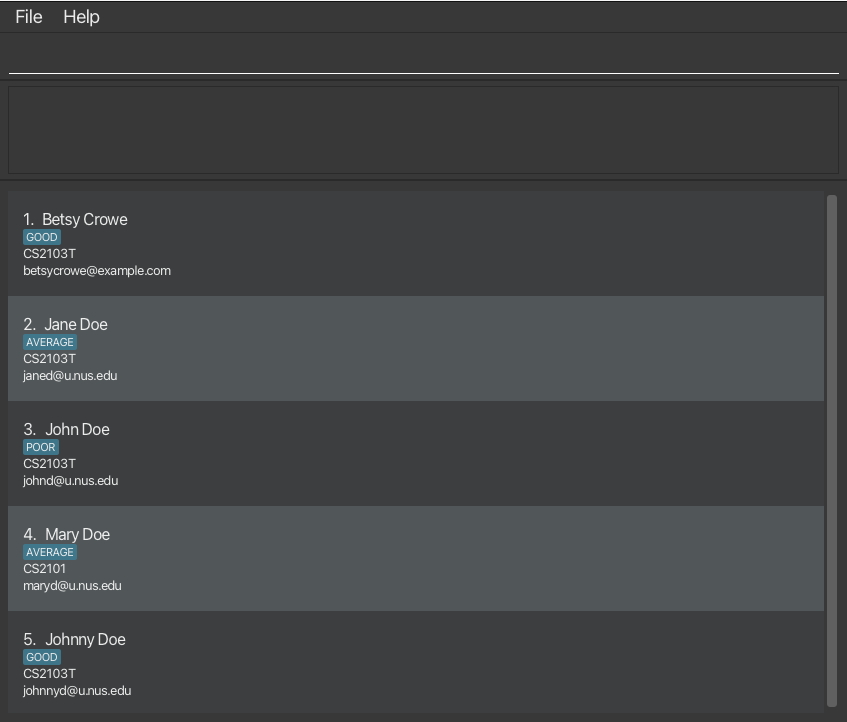 File Help
1. Betsy Crowe
GOOD
CS2103T
betsycrowe@example.com
2. Jane Doe
AVERAGE
CS2103T
janed@u.nus.edu
3. John Doe
POOR
CS2103T
johnd@u.nus.edu
4. Mary Doe
AVERAGE
CS2101
maryd@u.nus.edu
5. Johnny Doe
GOOD
CS2103T
johnnyd@u.nus.edu